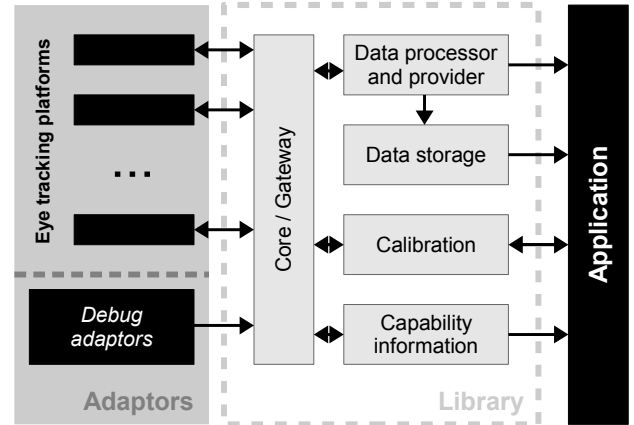 Eye tracking platforms
...
Debug
adaptors
Adaptors
Core / Gateway
Data processor
and provider
Data storage
Calibration
Capability
information
Library
Application